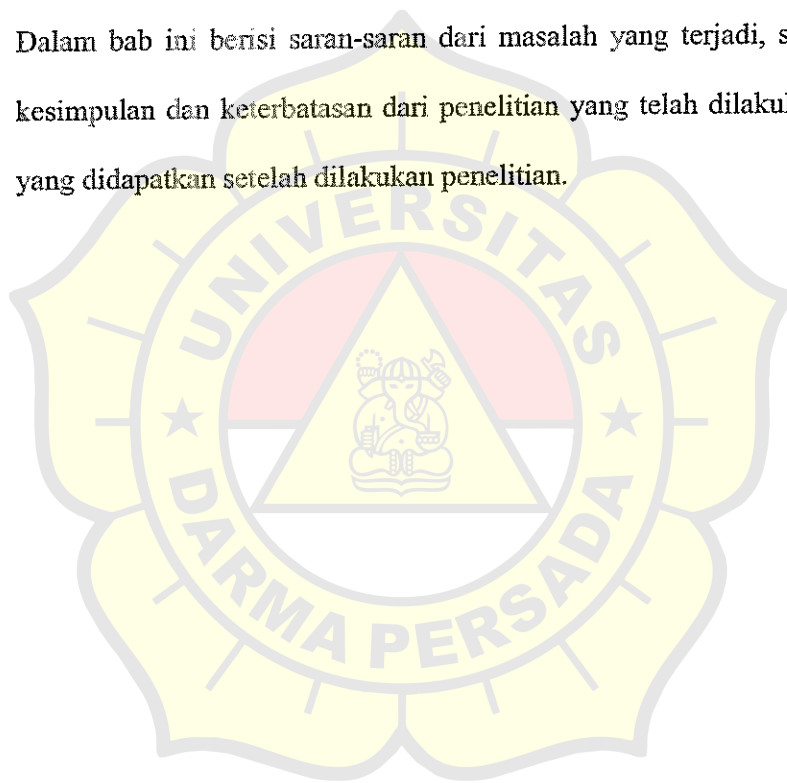 Dalam bab ini berisi saran-saran dari masalah yang terjadi,
kesimpulan dan keterbatasan dari penelitian yang telah
yang didapatkan setelah dilakukan penelitian.
UNIVERSITAS
DARMA PERSADA